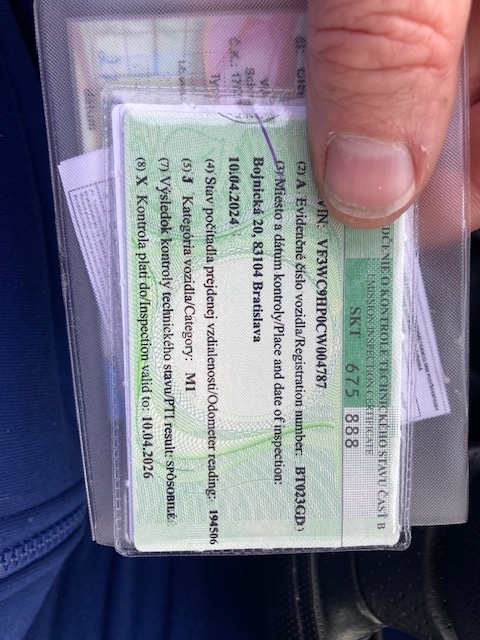 DČENIE O KONTROLE TECHNICKÉHO STAVU ČASŤ B
EMISSION INSPECTION CERTIFICATE
SKT 675 888
VIN: VF3WC9HP0CW004787
(2) A Evidenčné číslo vozidla/Registration number: BT023GD
(3) Miesto a dátum kontroly/Place and date of inspection:
Bojnická 20, 83104 Bratislava
10.04.2024
(4) Stav počítadla prejdenej vzdialenosti/Odometer reading: 194506
(5) J Kategória vozidla/Category: M1
(7) Výsledok kontroly technického stavu/PTI result: SPÔSOBILÉ
(8) X Kontrola platí do/Inspection valid to: 10.04.2026